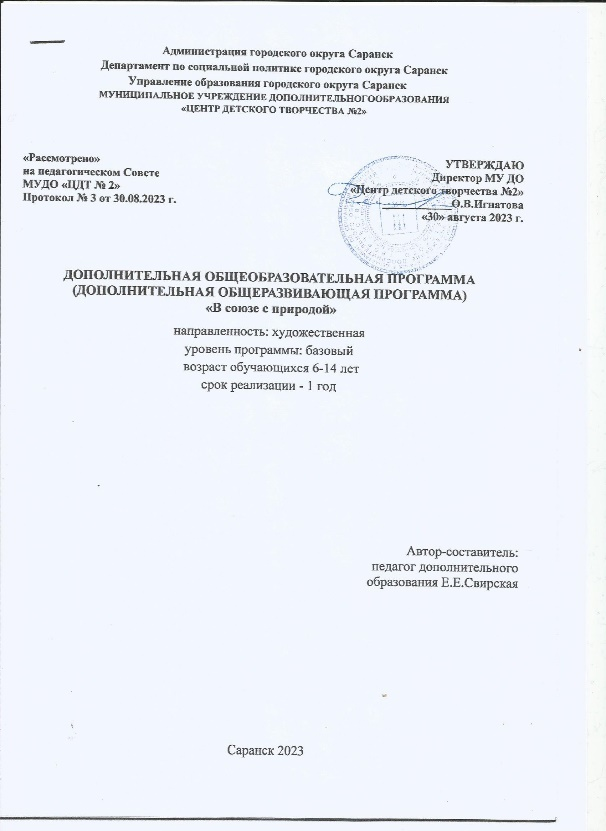 Администрация городского округа Саранск
Департамент по социальной политике городского округа Саранск
Управление образования городского округа Саранск
МУНИЦИПАЛЬНОЕ УЧРЕЖДЕНИЕ ДОПОЛНИТЕЛЬНОГООБРАЗОВАНИЯ
«ЦЕНТР ДЕТСКОГО ТВОРЧЕСТВА №2»
«Рассмотрено»
на педагогическом Совете
МУДО «ЦДТ № 2»
Протокол № 3 от 30.08.2023 г.
УТВЕРЖДАЮ
Директор МУ ДО
«Центр детского творчества №2»
О.В.Игнатова
«30» августа 2023 г.
ДОПОЛНИТЕЛЬНАЯ ОБЩЕОБРАЗОВАТЕЛЬНАЯ ПРОГРАММА
(ДОПОЛНИТЕЛЬНАЯ ОБЩЕРАЗВИВАЮЩАЯ ПРОГРАММА)
«В союзе с природой»
направленность: художественная
уровень программы: базовый
возраст обучающихся 6-14 лет
срок реализации - 1 год
Автор-составитель:
педагог дополнительного
образования Е.Е.Свирская
Саранск 2023